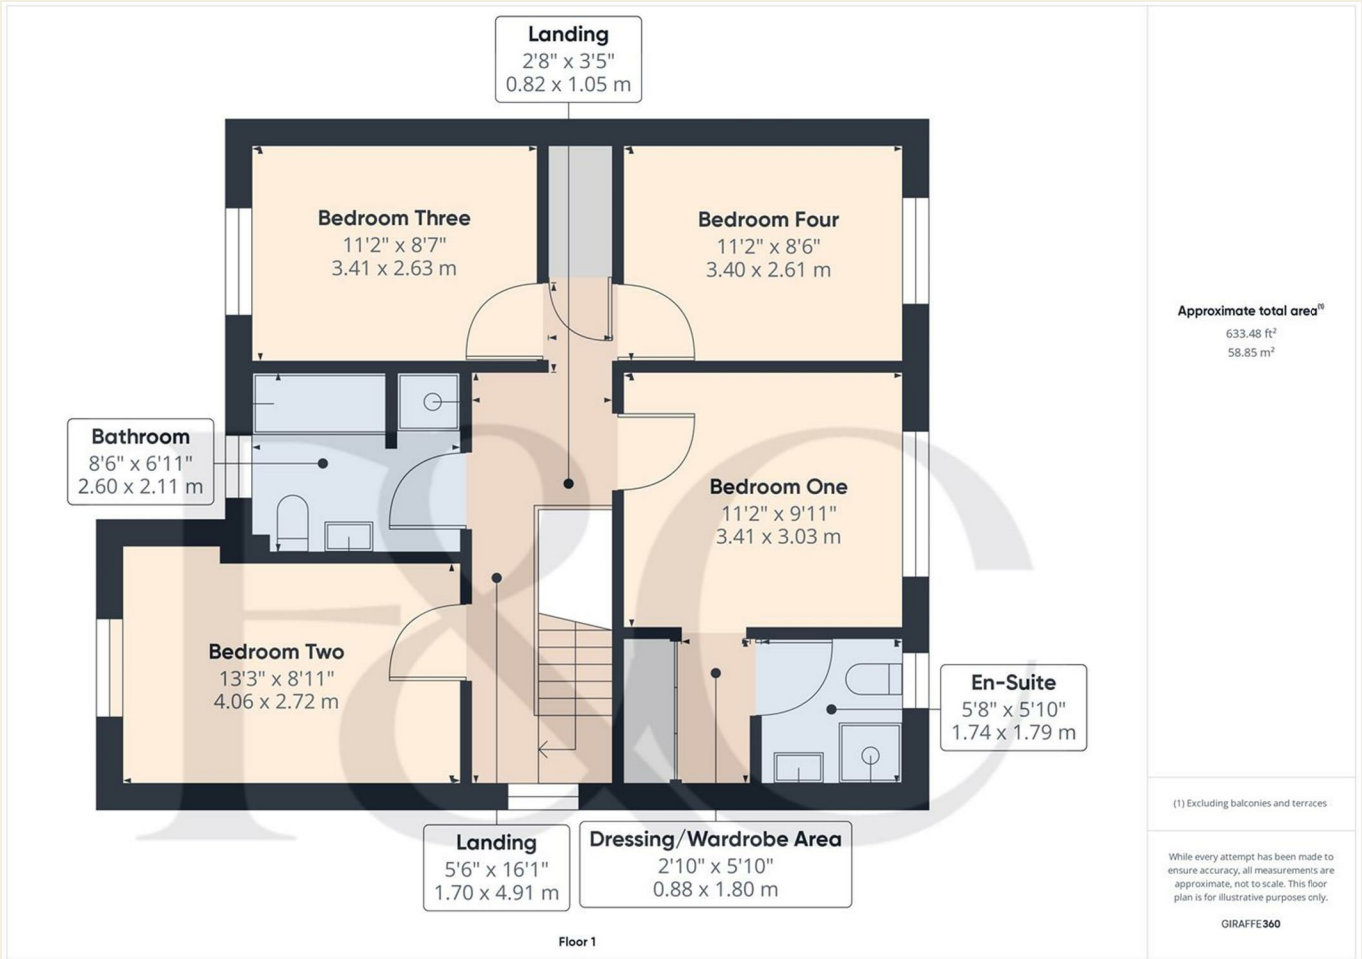 Landing
2'8" x 3'5"
0.82 x 1.05 m
Bedroom Three
11'2" x 8'7"
3.41 x 2.63 m
Bedroom Four
11'2" x 8'6"
3.40 x 2.61 m
Approximate total area(1)
633.48 ft²
58.85 m²
Bathroom
8'6" x 6'11"
2.60 x 2.11 m
Bedroom One
11'2" x 9'11"
3.41 x 3.03 m
Bedroom Two
13'3" x 8'11"
4.06 x 2.72 m
En-Suite
5'8" x 5'10"
1.74 x 1.79 m
Landing
5'6" x 16'1"
1.70 x 4.91 m
Dressing/Wardrobe Area
2'10" x 5'10"
0.88 x 1.80 m
F&C
(1) Excluding balconies and terraces
While every attempt has been made to
ensure accuracy, all measurements are
approximate, not to scale. This floor
plan is for illustrative purposes only.
GIRAFFE360
Floor 1